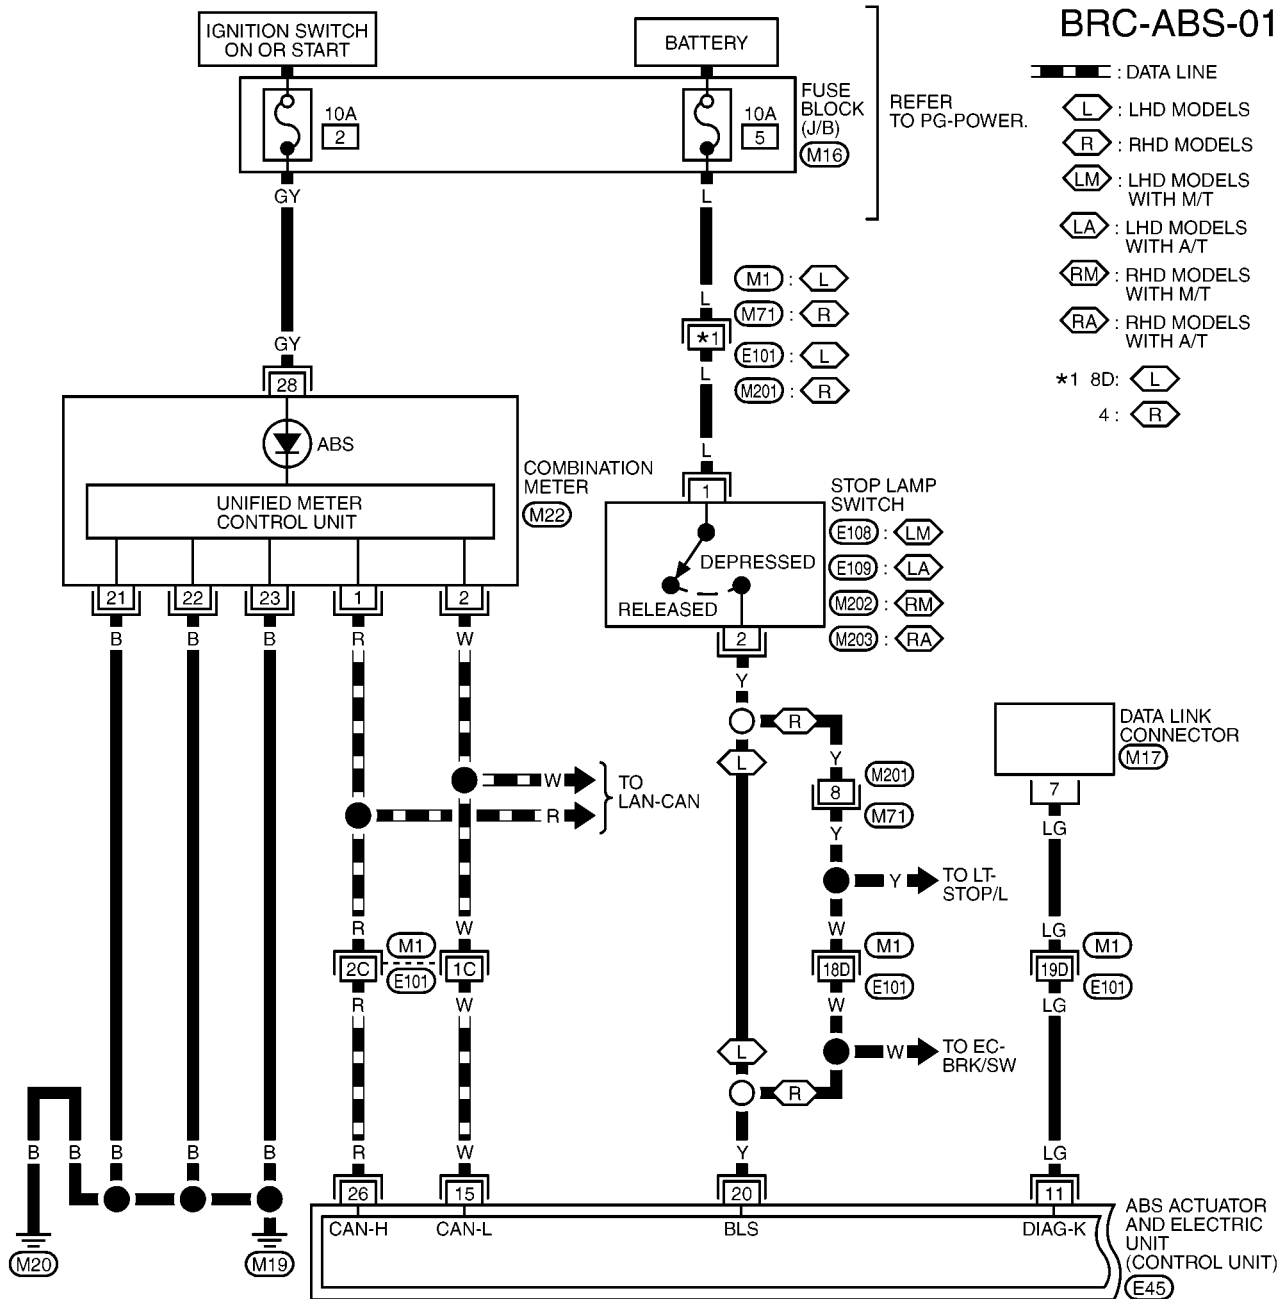 BRC-ABS-01
IGNITION SWITCH
ON OR START
BATTERY
10A
2
10A
5
FUSE
BLOCK
(J/B)
M16
REFER
TO PG-POWER.
: DATA LINE
L : LHD MODELS
R : RHD MODELS
LM : LHD MODELS
WITH M/T
LA : LHD MODELS
WITH A/T
RM : RHD MODELS
WITH M/T
RA : RHD MODELS
WITH A/T
*1 8D: L
4 : R
GY
L
M1 : L
M71 : R
L
*1
E101 : L
M201 : R
L
GY
28
L
1
ABS
UNIFIED METER
CONTROL UNIT
COMBINATION
METER
M22
STOP LAMP
SWITCH
E108 : LM
E109 : LA
M202 : RM
M203 : RA
DEPRESSED
RELEASED
21 22 23 1 2
2
B B B R W
Y
R
L
Y
8
M201
M71
Y
DATA LINK
CONNECTOR
M17
7
LG
W
R
TO
LAN-CAN
Y
TO LT-
STOP/L
R W
W
LG
2C
M1
E101
1C
18D
M1
E101
19D
M1
E101
R W
W
LG
L
W
TO EC-
BRK/SW
R
B B B B B R W Y LG
26 15 20 11
CAN-H CAN-L BLS DIAG-K
M20
M19
ABS ACTUATOR
AND ELECTRIC
UNIT
(CONTROL UNIT)
E45